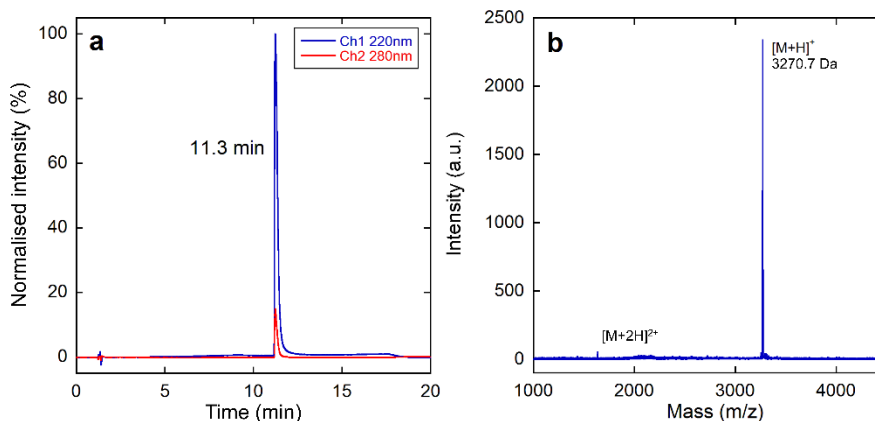 a
Ch1 220nm
Ch2 280nm
11.3 min
Normalised intensity (%)
100
80
60
40
20
0
0
5
10
15
20
Time (min)
b
[M+H]⁺
3270.7 Da
[M+2H]²⁺
Intensity (a.u.)
2500
2000
1500
1000
500
0
1000
2000
3000
4000
Mass (m/z)